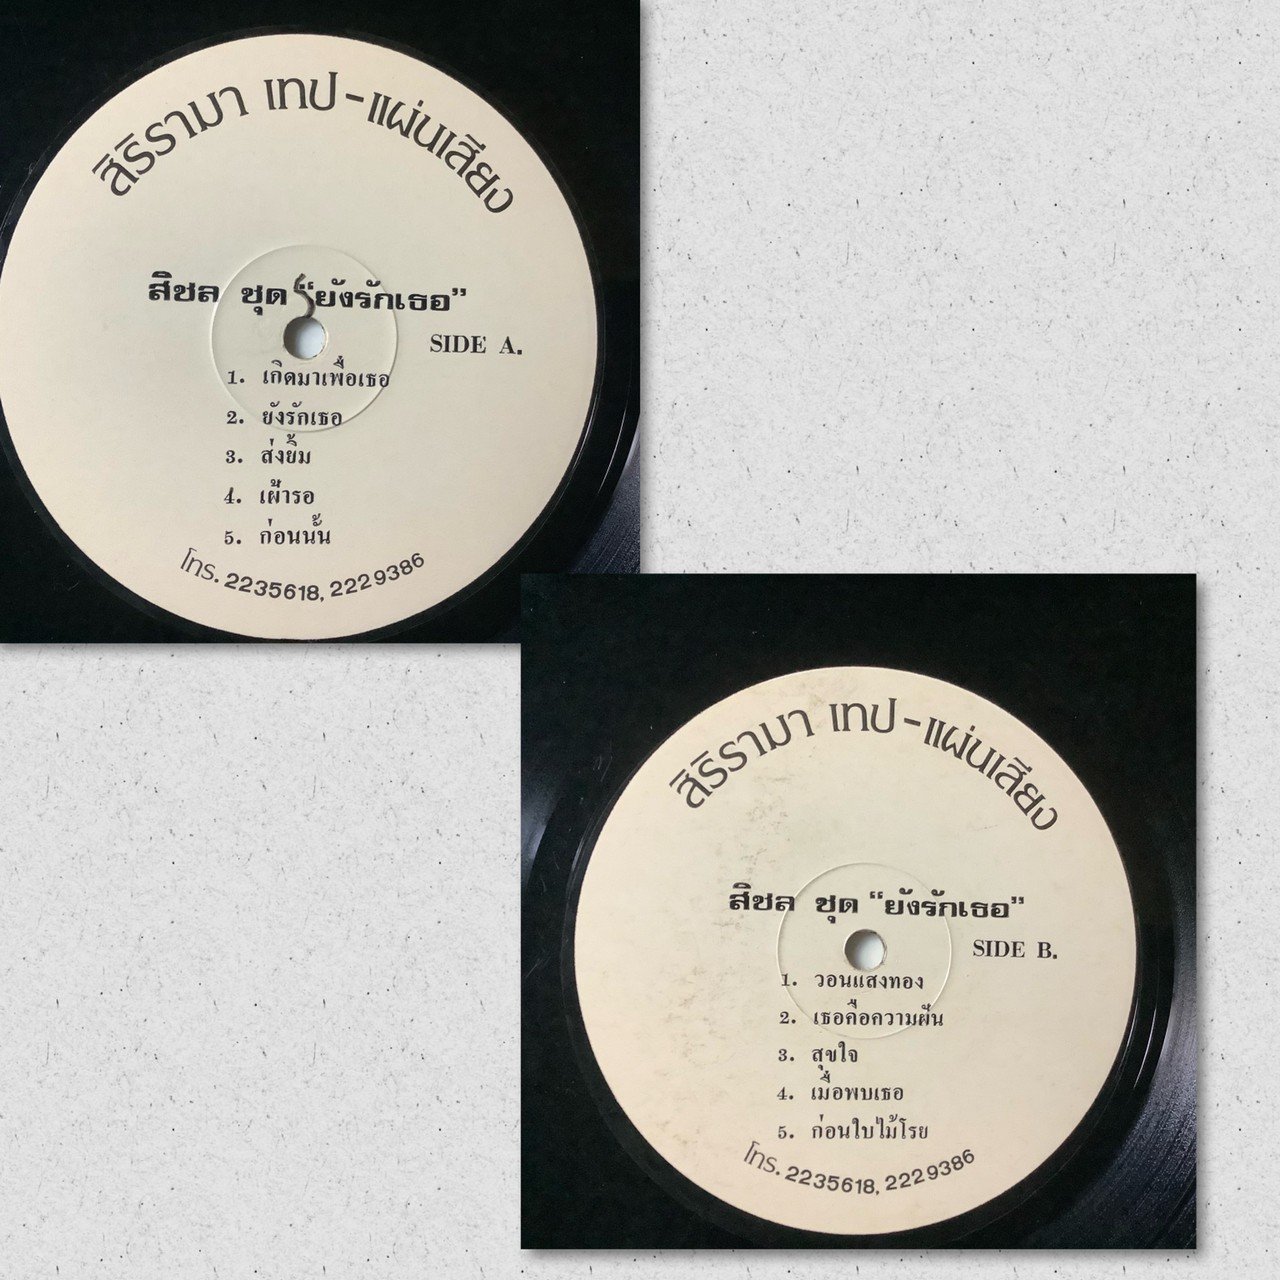 สิริรามา เทป-แผ่นเสียง
สิชล ชุด “ยังรักเธอ”
SIDE A.
1. เกิดมาเพื่อเธอ
2. ยังรักเธอ
3. ส่งยิ้ม
4. เฝ้ารอ
5. ก่อนนั้น
โทร. 2235618, 2229386
สิริรามา เทป-แผ่นเสียง
สิชล ชุด “ยังรักเธอ”
SIDE B.
1. วอนแสงทอง
2. เธอคือความฝัน
3. สุขใจ
4. เมื่อพบเธอ
5. ก่อนใบไม้โรย
โทร. 2235618, 2229386